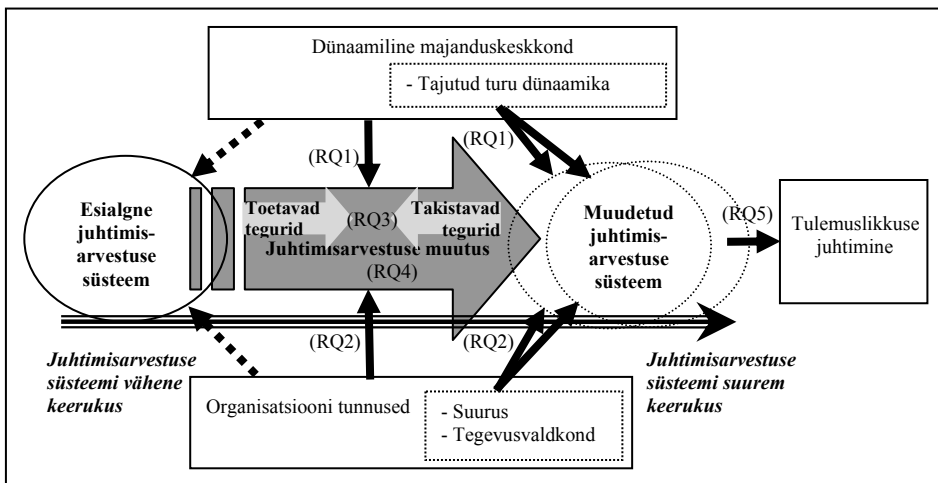 Dünaamiline majanduskeskkond
- Tajutud turu dünaamika
(RQ1)
(RQ1)
Esialgne
juhtimis-
arvestuse
süsteem
Toetavad
tegurid
(RQ3)
Takistavad
tegurid
Juhtimisarvestuse muutus
(RQ4)
Muudetud
juhtimis-
arvestuse
süsteem
(RQ5)
Tulemuslikkuse
juhtimine
(RQ2)
(RQ2)
Juhtimisarvestuse
süsteemi vähene
keerukus
Juhtimisarvestuse
süsteemi suurem
keerukus
Organisatsiooni tunnused
- Suurus
- Tegevusvaldkond